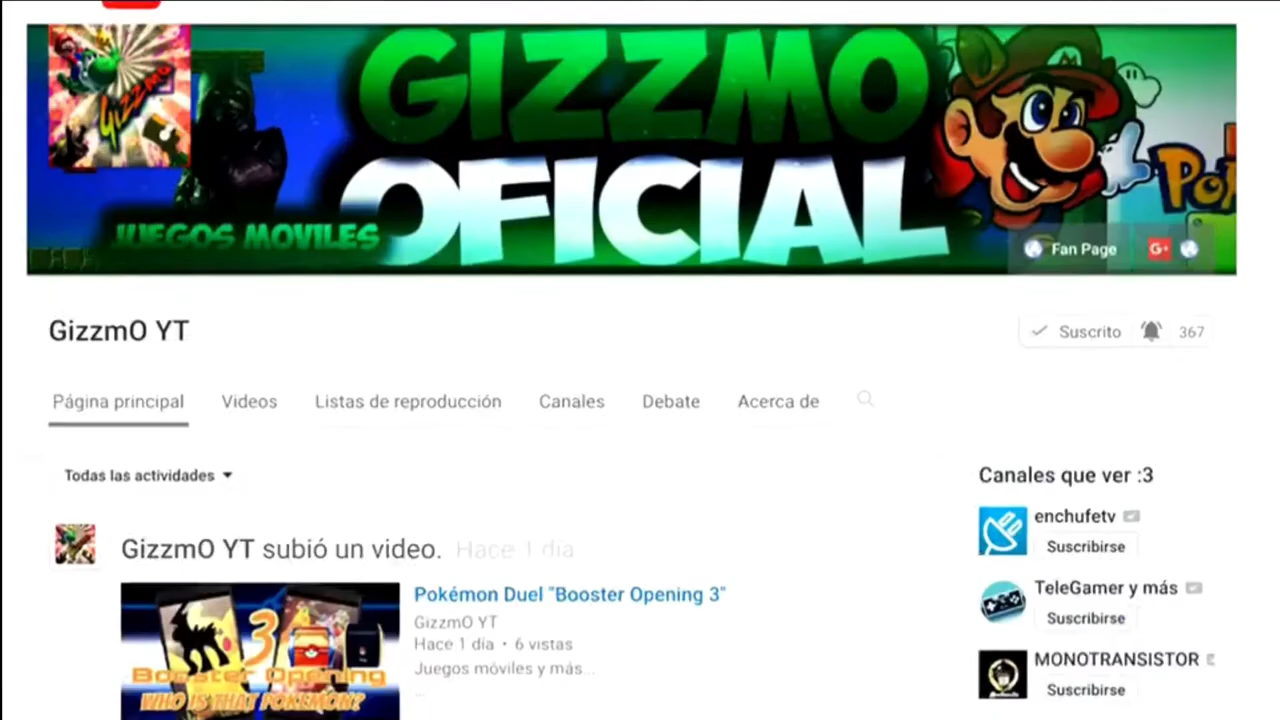 GIZZMO
GIZZMO
OFICIAL
JUEGOS MOVILES
Fan Page
G+
GizzmO YT
Suscrito
367
Página principal
Videos
Listas de reproducción
Canales
Debate
Acerca de
Todas las actividades
Canales que ver :3
enchufetv
Suscribirse
GizzmO YT subió un video. Hace 1 día
Pokémon Duel "Booster Opening 3"
GizzmO YT
Hace 1 día • 6 vistas
Juegos móviles y más...
...
3
Booster Opening
WHO IS THAT POKEMON?
TeleGamer y más
Suscribirse
MONOTRANSISTOR
Suscribirse